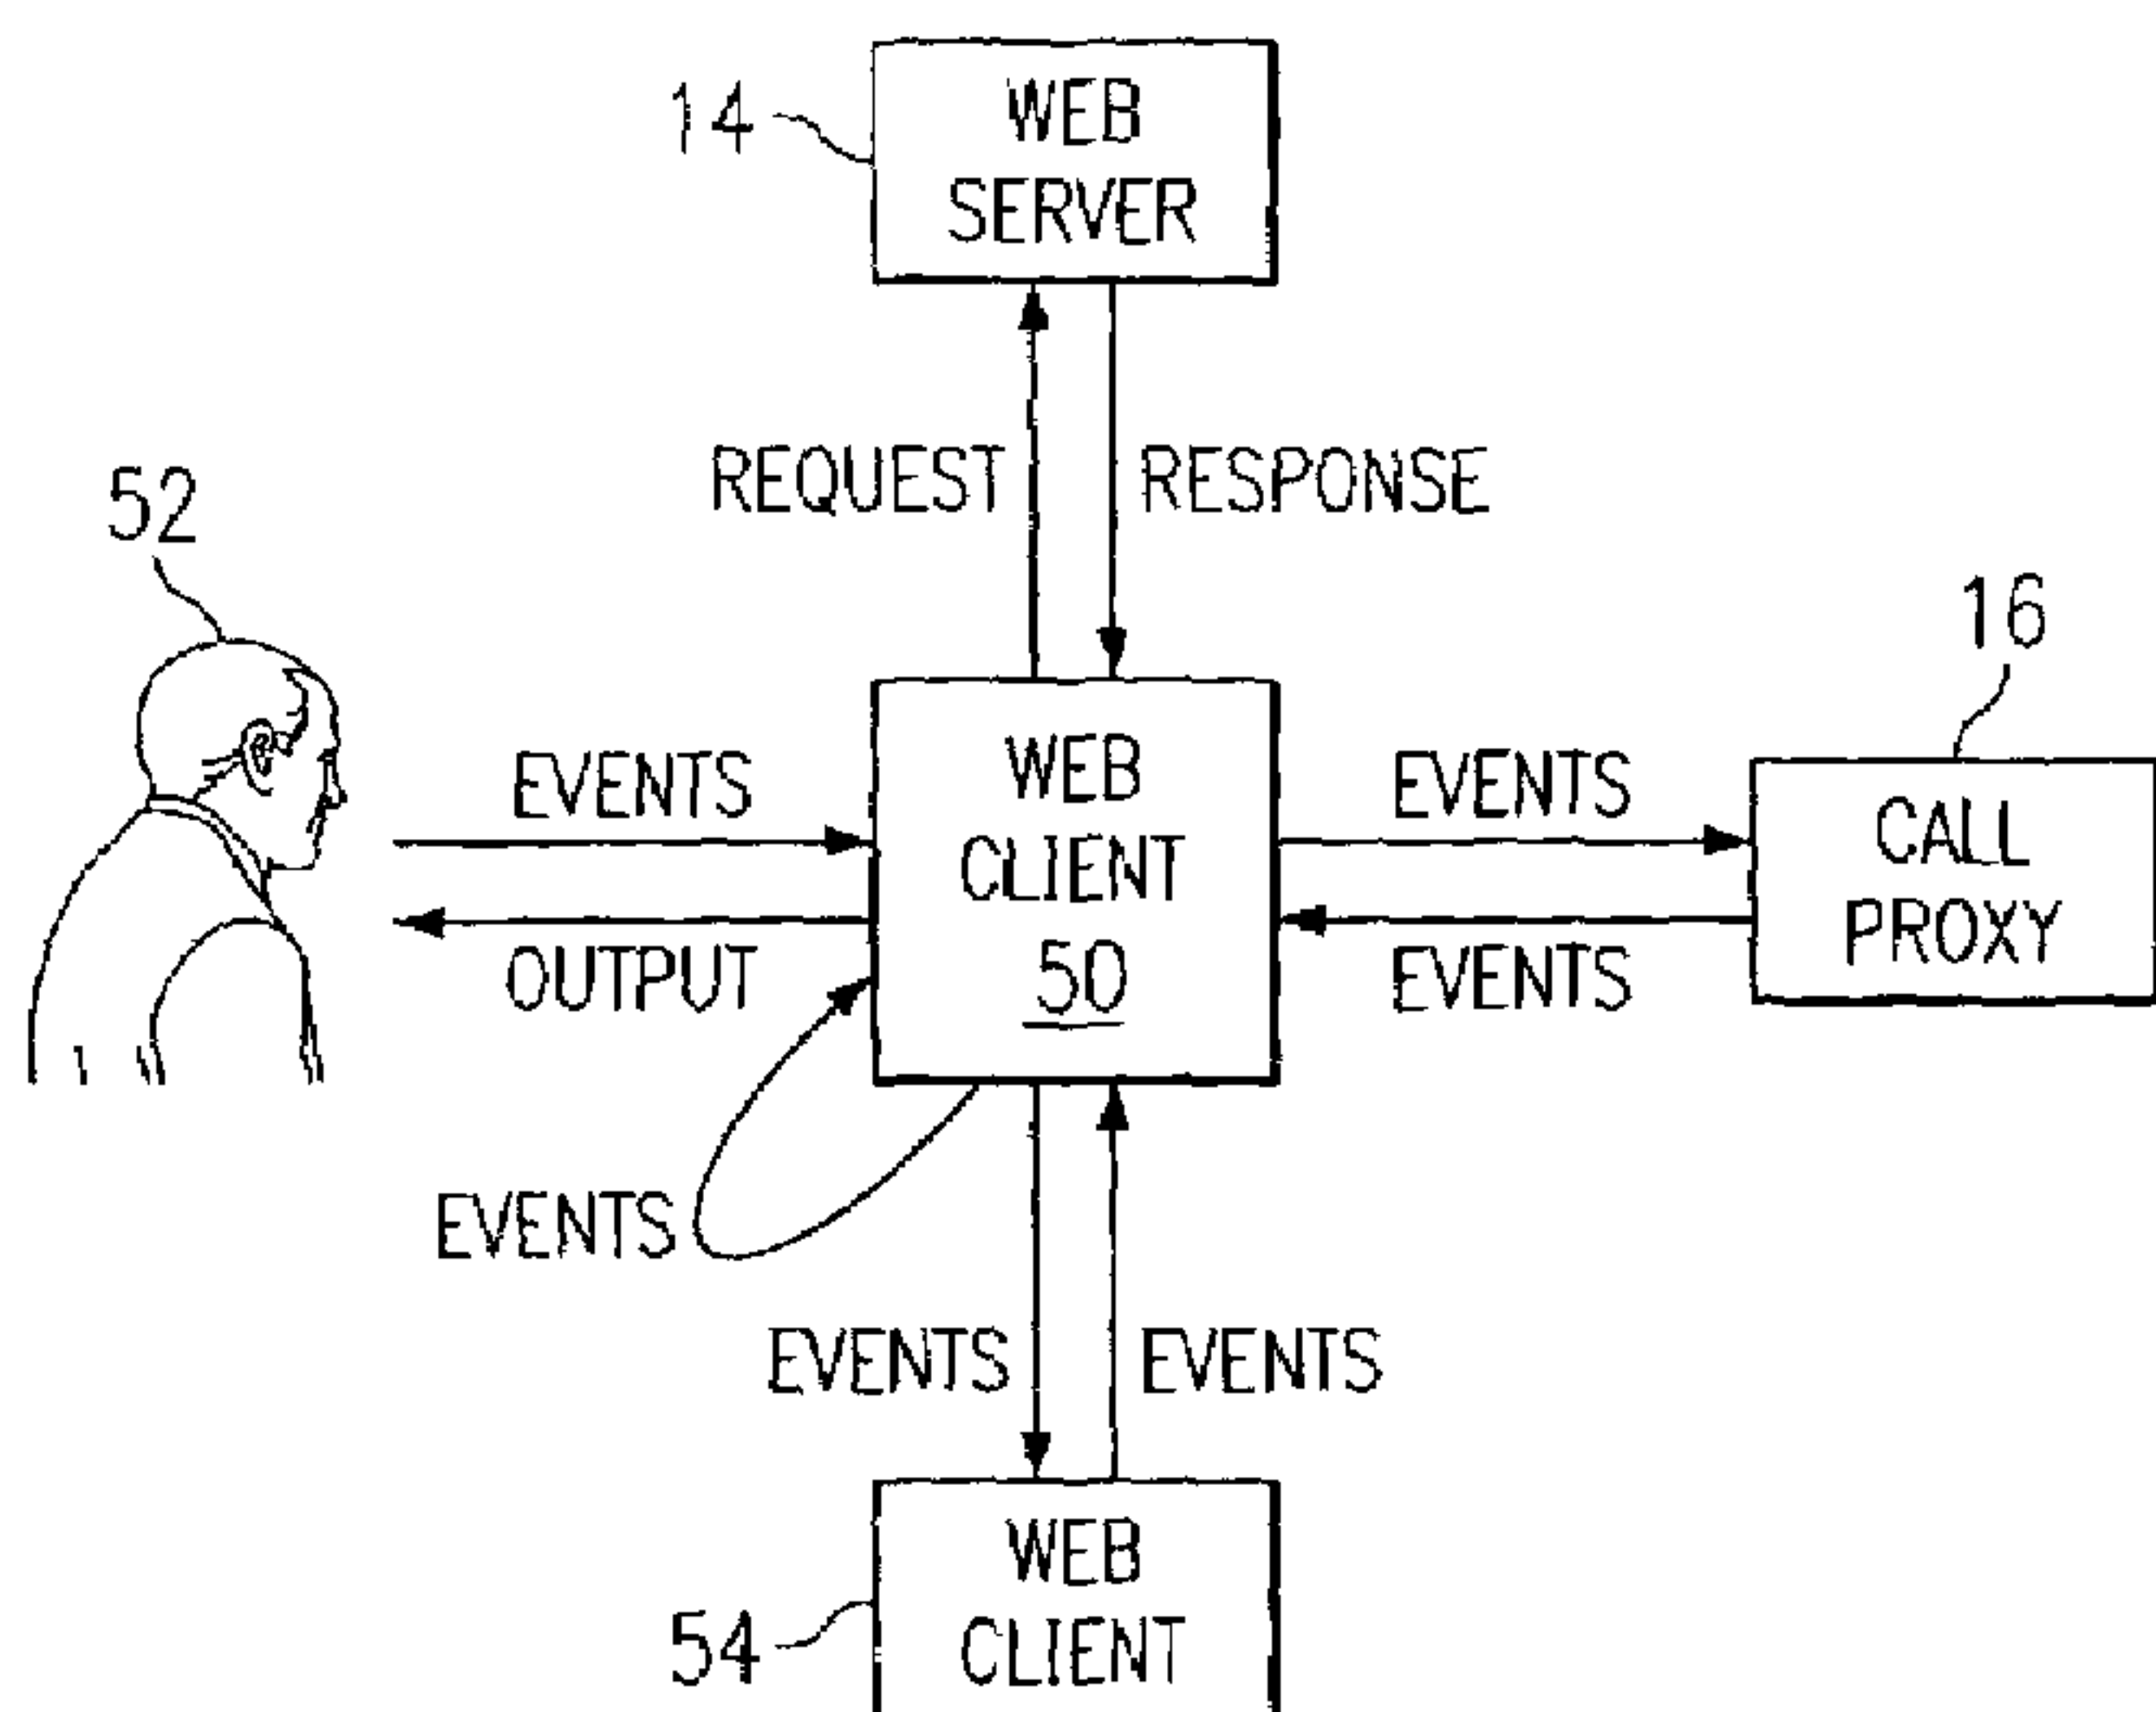 14
WEB
SERVER
REQUEST
RESPONSE
52
16
EVENTS
WEB
CLIENT
50
EVENTS
CALL
PROXY
OUTPUT
EVENTS
EVENTS
EVENTS
EVENTS
WEB
CLIENT
54